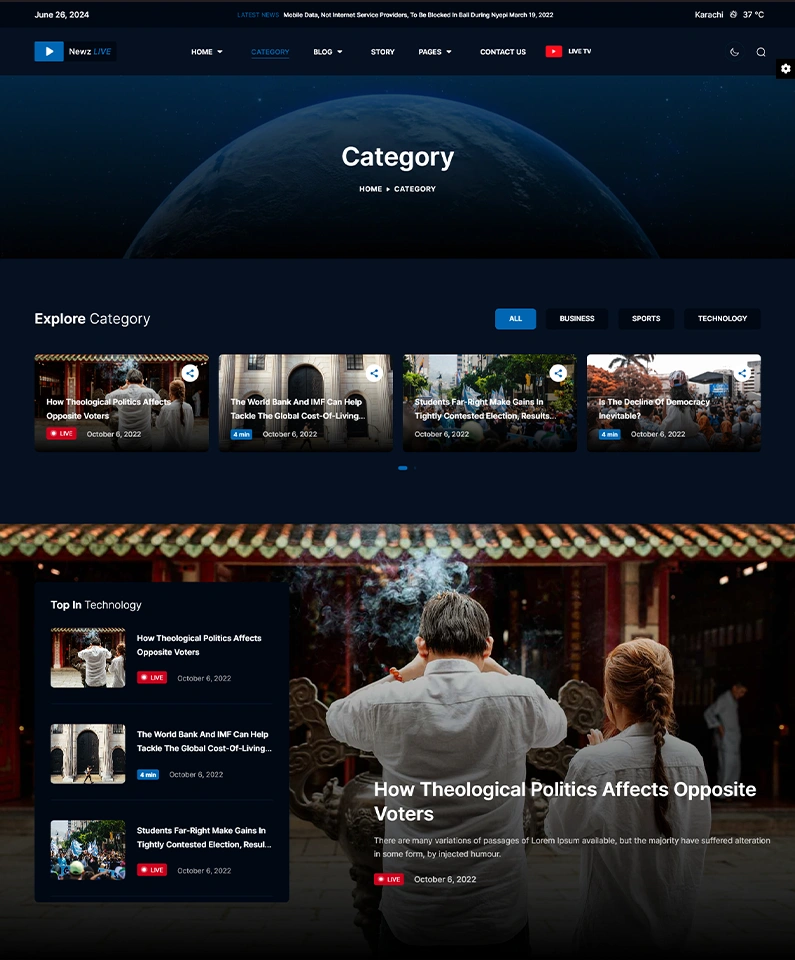 June 26, 2024
LATEST NEWS Mobile Data, Not Internet Service Providers, To Be Blocked In Bali During Nyepi March 19, 2022
Karachi 37 °C
Newz LIVE
HOME CATEGORY BLOG STORY PAGES CONTACT US LIVE TV
Category
HOME CATEGORY
Explore Category
ALL BUSINESS SPORTS TECHNOLOGY
How Theological Politics Affects
Opposite Voters
LIVE October 6, 2022
The World Bank And IMF Can Help
Tackle The Global Cost-Of-Living...
4 min October 6, 2022
Students Far-Right Make Gains In
Tightly Contested Election, Results...
October 6, 2022
Is The Decline Of Democracy
Inevitable?
4 min October 6, 2022
Top In Technology
How Theological Politics Affects
Opposite Voters
LIVE October 6, 2022
The World Bank And IMF Can Help
Tackle The Global Cost-Of-Living...
4 min October 6, 2022
Students Far-Right Make Gains In
Tightly Contested Election, Resul...
LIVE October 6, 2022
How Theological Politics Affects Opposite
Voters
There are many variations of passages of Lorem Ipsum available, but the majority have suffered alteration
in some form, by injected humour.
LIVE October 6, 2022